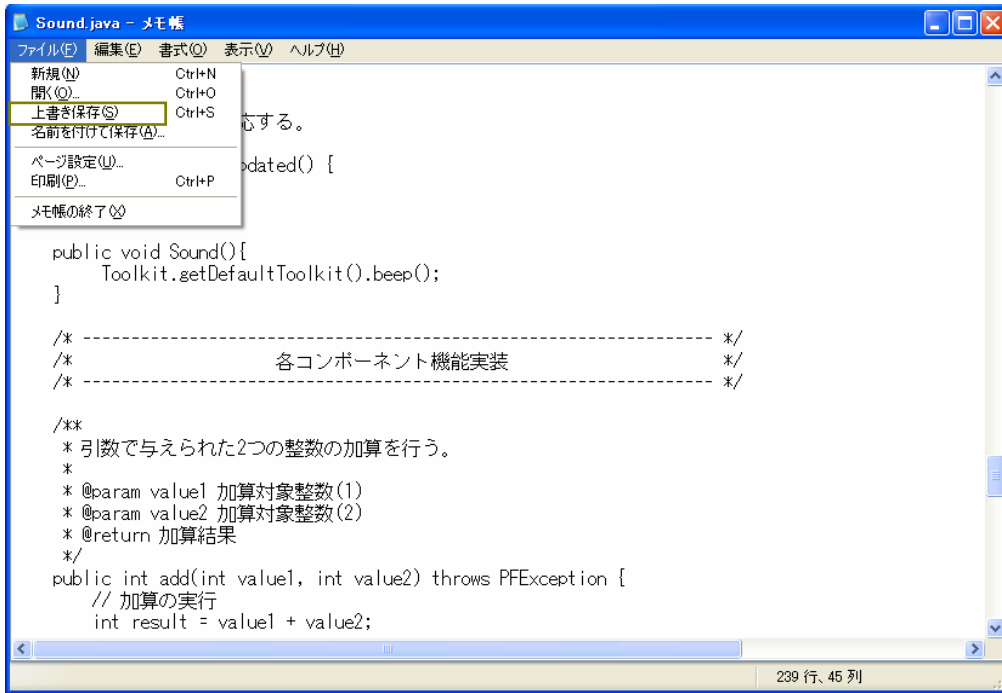 Sound.java - メモ帳
ファイル(F) 編集(E) 書式(O) 表示(V) ヘルプ(H)
新規(N) Ctrl+N
開く(O)... Ctrl+O
上書き保存(S) Ctrl+S
名前を付けて保存(A)...
ページ設定(U)...
印刷(P)... Ctrl+P
メモ帳の終了(X)
応する。
pdated() {
public void Sound(){
Toolkit.getDefaultToolkit().beep();
}
/* ----------------------------------------------------------------- */
/* 各コンポーネント機能実装 */
/* ----------------------------------------------------------------- */
/**
* 引数で与えられた2つの整数の加算を行う。
*
* @param value1 加算対象整数(1)
* @param value2 加算対象整数(2)
* @return 加算結果
*/
public int add(int value1, int value2) throws PFException {
// 加算の実行
int result = value1 + value2;
239 行、45 列